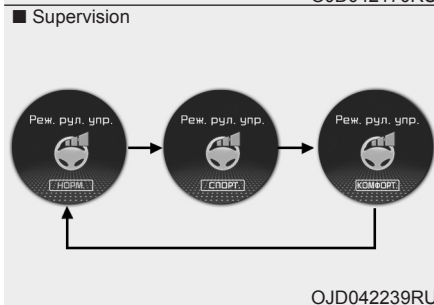 ■ Supervision
Реж. рул. упр.
НОРМ.
Реж. рул. упр.
СПОРТ.
Реж. рул. упр.
КОМФОРТ.
OJD042239RU